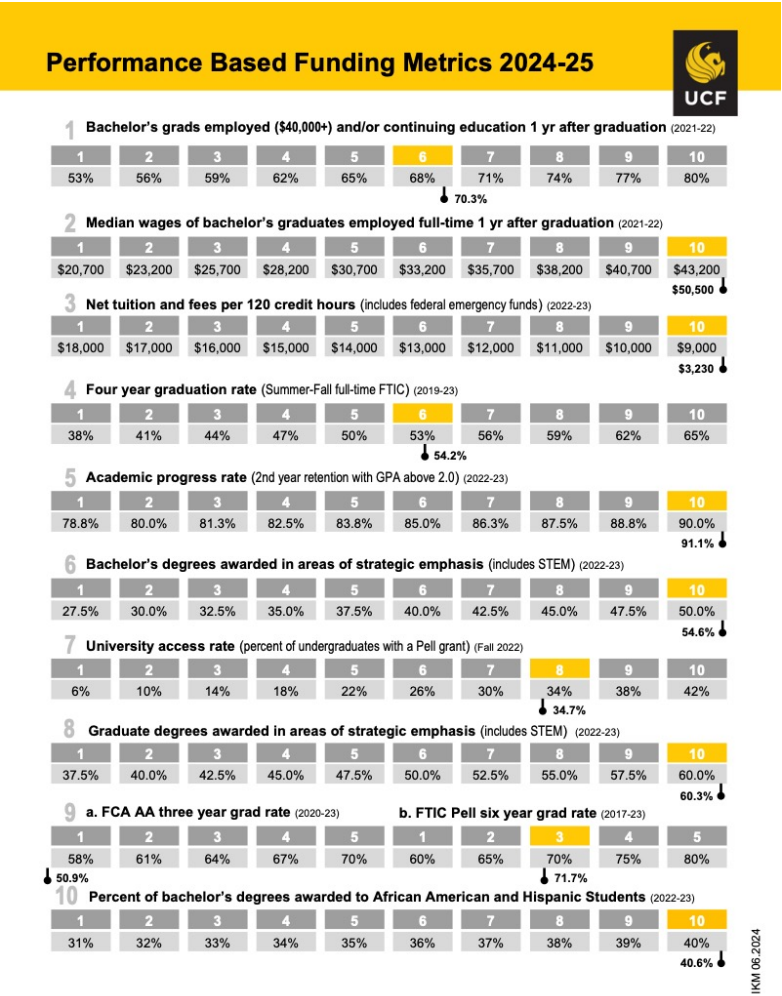 Performance Based Funding Metrics 2024-25
UCF
1 Bachelor's grads employed ($40,000+) and/or continuing education 1 yr after graduation (2021-22)
1 2 3 4 5 6 7 8 9 10
53% 56% 59% 62% 65% 68% 71% 74% 77% 80%
70.3%
2 Median wages of bachelor's graduates employed full-time 1 yr after graduation (2021-22)
1 2 3 4 5 6 7 8 9 10
$20,700 $23,200 $25,700 $28,200 $30,700 $33,200 $35,700 $38,200 $40,700 $43,200
$50,500
3 Net tuition and fees per 120 credit hours (includes federal emergency funds) (2022-23)
1 2 3 4 5 6 7 8 9 10
$18,000 $17,000 $16,000 $15,000 $14,000 $13,000 $12,000 $11,000 $10,000 $9,000
$3,230
4 Four year graduation rate (Summer-Fall full-time FTIC) (2019-23)
1 2 3 4 5 6 7 8 9 10
38% 41% 44% 47% 50% 53% 56% 59% 62% 65%
54.2%
5 Academic progress rate (2nd year retention with GPA above 2.0) (2022-23)
1 2 3 4 5 6 7 8 9 10
78.8% 80.0% 81.3% 82.5% 83.8% 85.0% 86.3% 87.5% 88.8% 90.0%
91.1%
6 Bachelor's degrees awarded in areas of strategic emphasis (includes STEM) (2022-23)
1 2 3 4 5 6 7 8 9 10
27.5% 30.0% 32.5% 35.0% 37.5% 40.0% 42.5% 45.0% 47.5% 50.0%
54.6%
7 University access rate (percent of undergraduates with a Pell grant) (Fall 2022)
1 2 3 4 5 6 7 8 9 10
6% 10% 14% 18% 22% 26% 30% 34% 38% 42%
34.7%
8 Graduate degrees awarded in areas of strategic emphasis (includes STEM) (2022-23)
1 2 3 4 5 6 7 8 9 10
37.5% 40.0% 42.5% 45.0% 47.5% 50.0% 52.5% 55.0% 57.5% 60.0%
60.3%
9 a. FCA AA three year grad rate (2020-23) b. FTIC Pell six year grad rate (2017-23)
1 2 3 4 5 1 2 3 4 5
58% 61% 64% 67% 70% 60% 65% 70% 75% 80%
50.9% 71.7%
10 Percent of bachelor's degrees awarded to African American and Hispanic Students (2022-23)
1 2 3 4 5 6 7 8 9 10
31% 32% 33% 34% 35% 36% 37% 38% 39% 40%
40.6%
IKM 06.2024